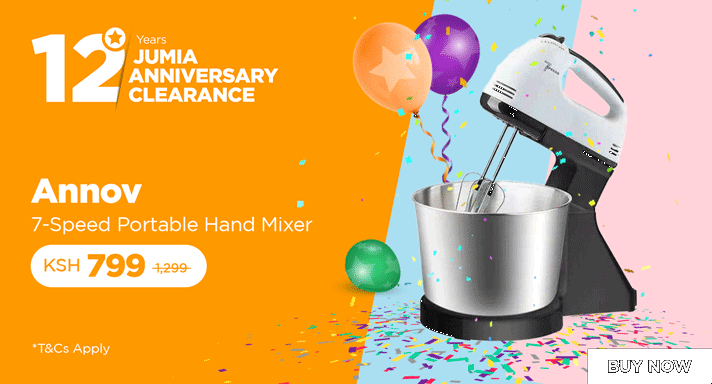 12 Years
JUMIA
ANNIVERSARY
CLEARANCE
Annov
7-Speed Portable Hand Mixer
KSH 799 1,299
*T&Cs Apply
BUY NOW